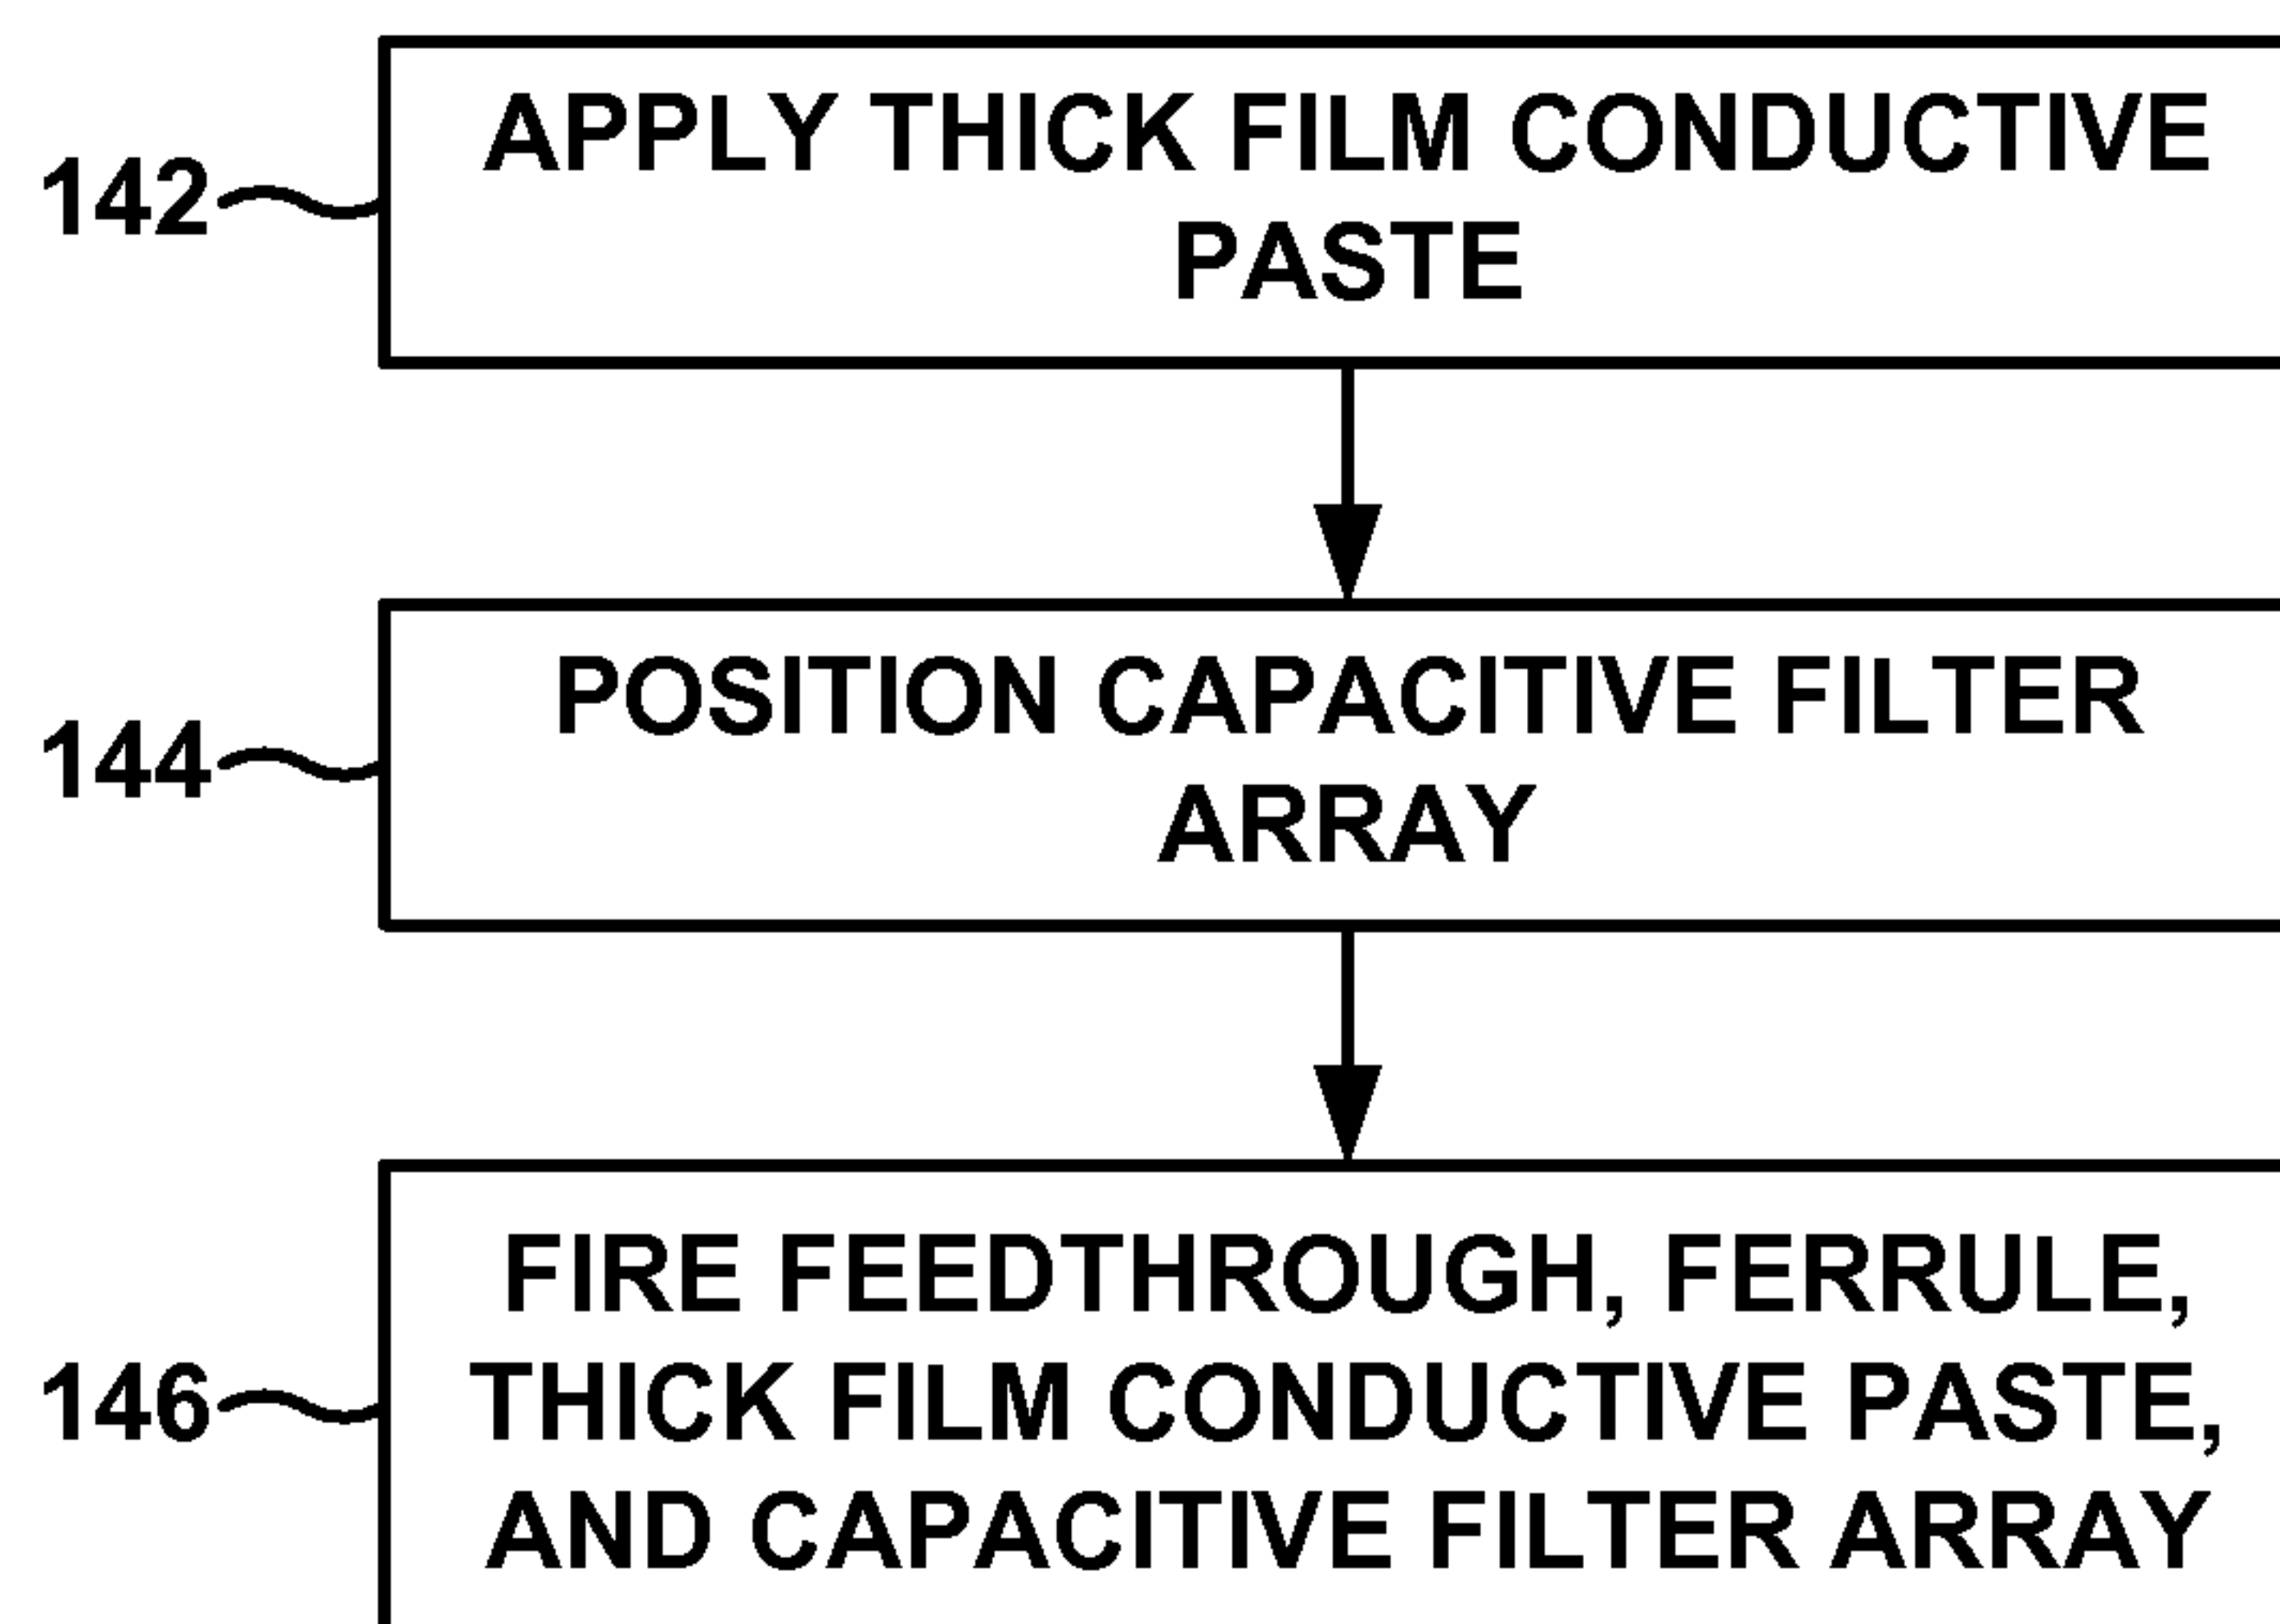 142
APPLY THICK FILM CONDUCTIVE
PASTE
144
POSITION CAPACITIVE FILTER
ARRAY
146
FIRE FEEDTHROUGH, FERRULE,
THICK FILM CONDUCTIVE PASTE,
AND CAPACITIVE FILTER ARRAY